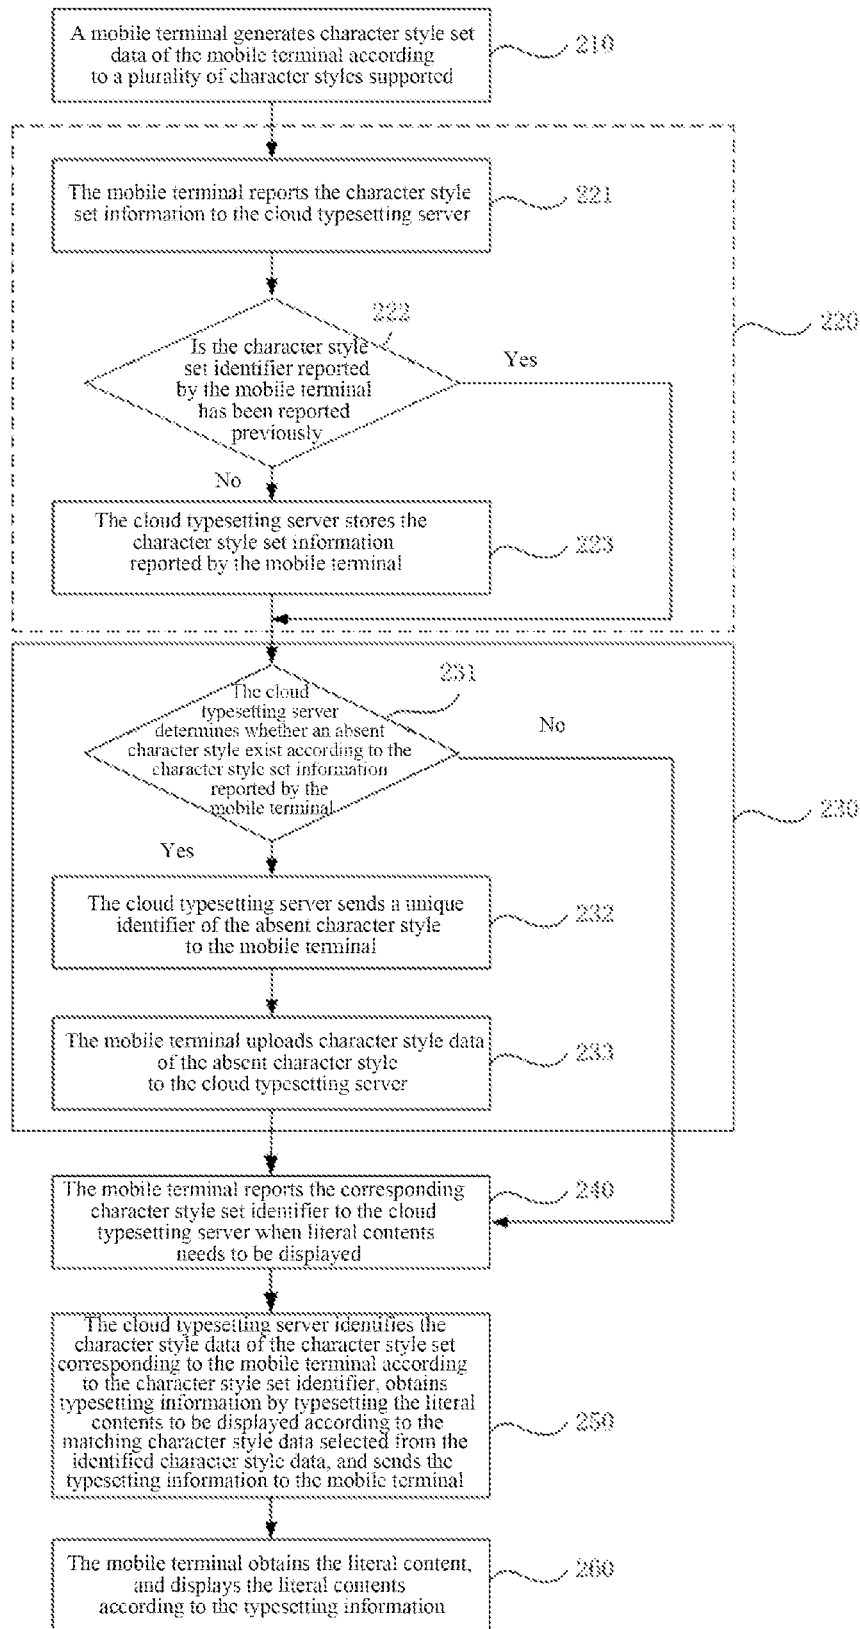 A mobile terminal generates character style set
data of the mobile terminal according
to a plurality of character styles supported
210
The mobile terminal reports the character style
set information to the cloud typesetting server
221
222
220
Is the character style
set identifier reported
by the mobile terminal
has been reported
previously
Yes
No
The cloud typesetting server stores the
character style set information
reported by the mobile terminal
223
231
The cloud
typesetting server
determines whether an absent
character style exist according to the
character style set information
reported by the
mobile terminal
No
230
Yes
The cloud typesetting server sends a unique
identifier of the absent character style
to the mobile terminal
232
The mobile terminal uploads character style data
of the absent character style
to the cloud typesetting server
233
The mobile terminal reports the corresponding
character style set identifier to the cloud
typesetting server when literal contents
needs to be displayed
240
The cloud typesetting server identifies the
character style data of the character style set
corresponding to the mobile terminal according
to the character style set identifier, obtains
typesetting information by typesetting the literal
contents to be displayed according to the
matching character style data selected from the
identified character style data, and sends the
typesetting information to the mobile terminal
250
The mobile terminal obtains the literal content,
and displays the literal contents
according to the typesetting information
260